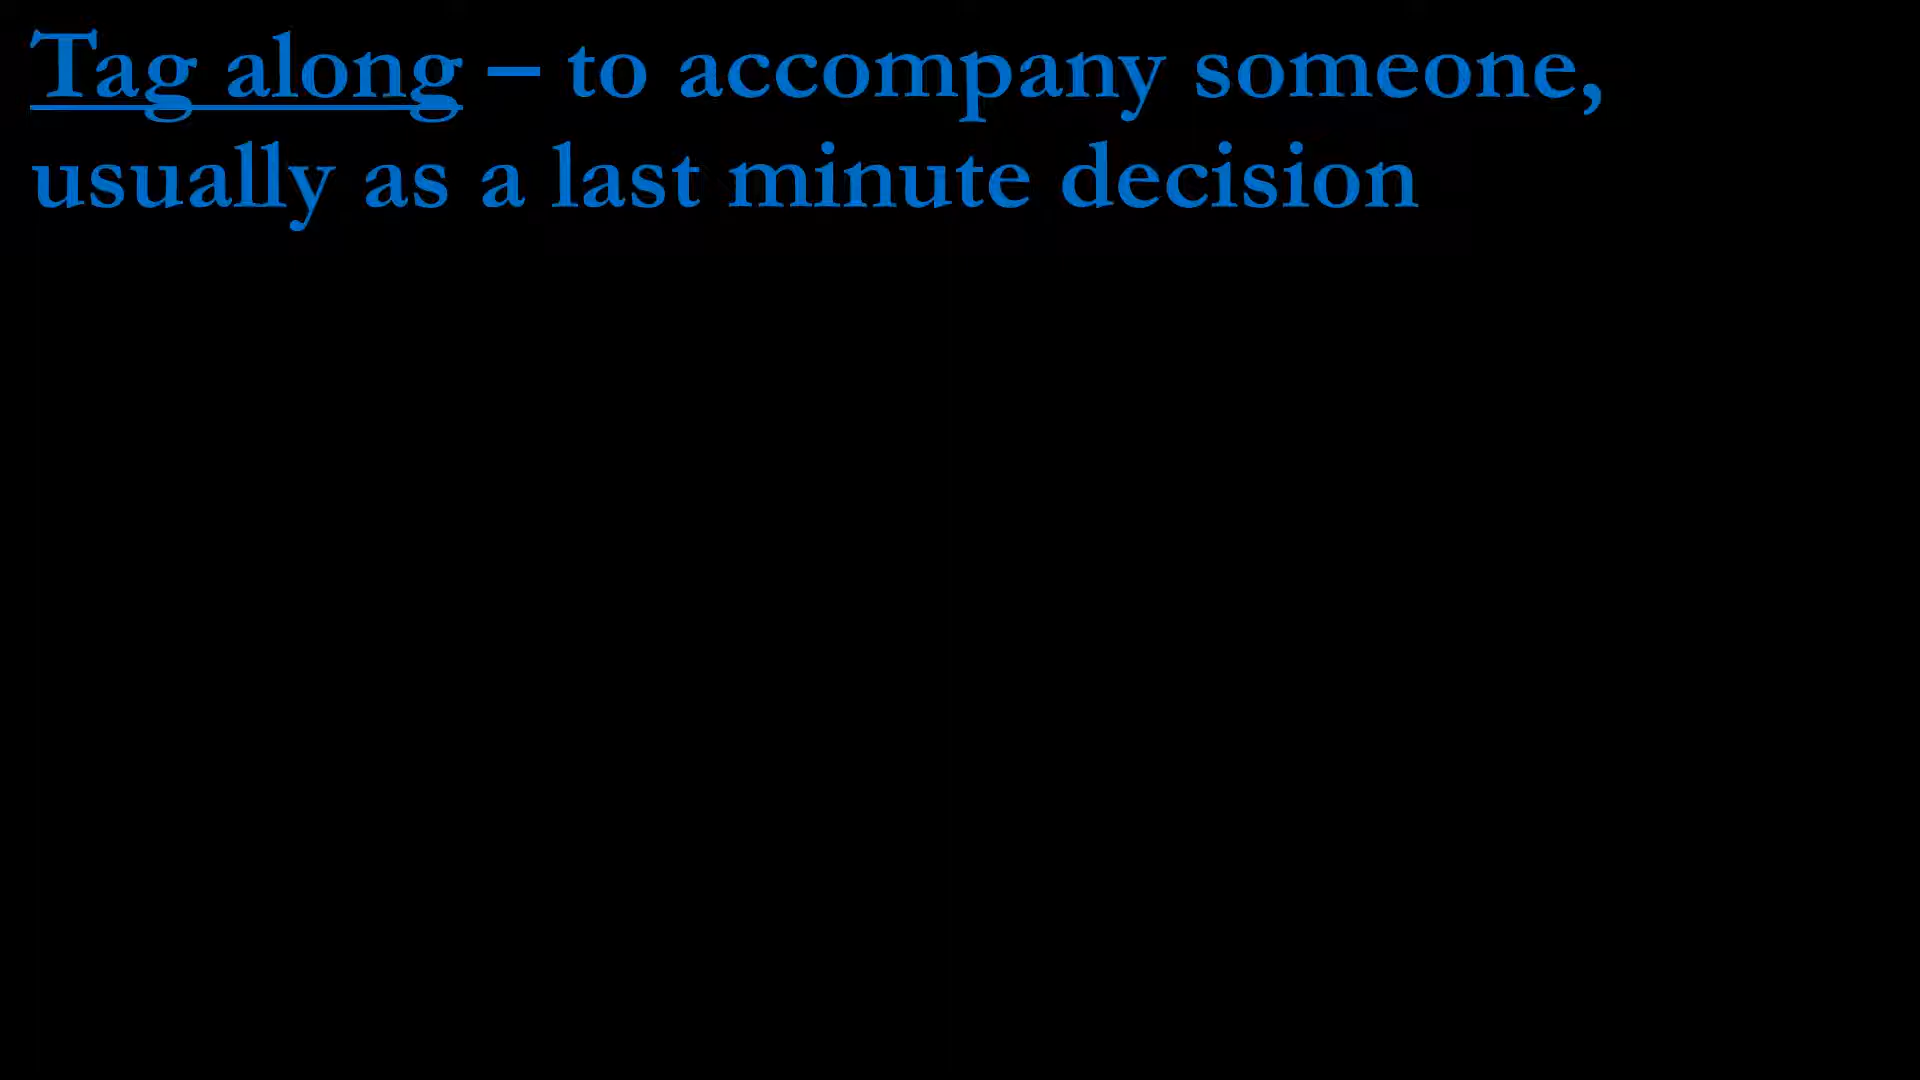 Tag along – to accompany someone,
usually as a last minute decision